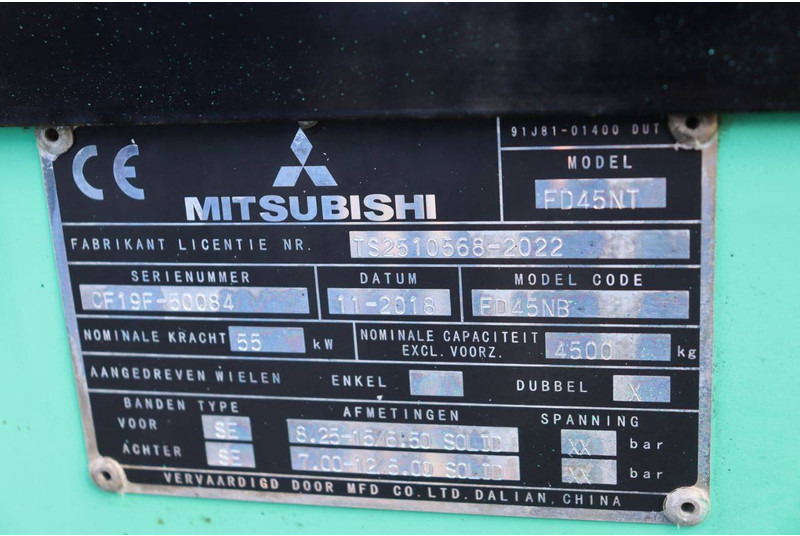 91J81-01400 DUT
CE
MITSUBISHI
MODEL
FD45NT
FABRIKANT LICENTIE NR. TS2510568-2022
SERIENUMMER DATUM MODEL CODE
CF19F-50084 11-2018 FD45NB
NOMINALE KRACHT 55 kW NOMINALE CAPACITEIT EXCL. VOORZ. 4500 kg
AANGEDREVEN WIELEN ENKEL DUBBEL X
BANDEN TYPE AFMETINGEN SPANNING
VOOR SE 8.25-15/6.50 SOLID XX bar
ACHTER SE 7.00-12/5.00 SOLID XX bar
VERVAARDIGD DOOR MFD CO.LTD.DALIAN.CHINA